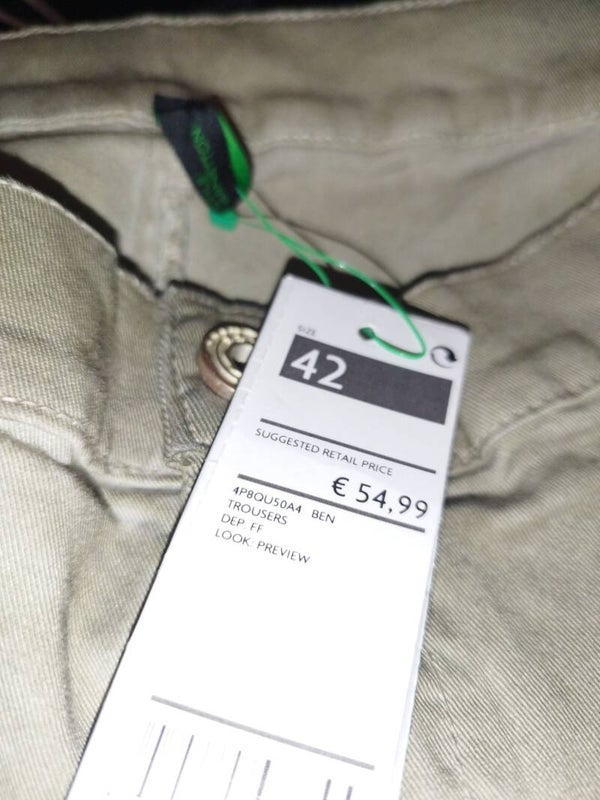 SIZE
42
SUGGESTED RETAIL PRICE
€ 54,99
4P8QU50A4 BEN
TROUSERS
DEP: FF
LOOK: PREVIEW